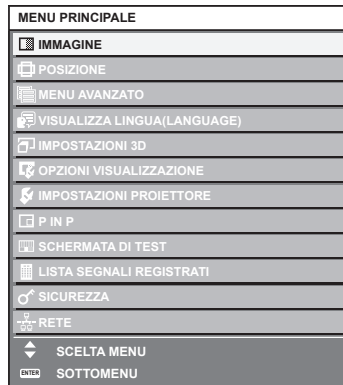 MENU PRINCIPALE
IMMAGINE
POSIZIONE
MENU AVANZATO
VISUALIZZA LINGUA(LANGUAGE)
IMPOSTAZIONI 3D
OPZIONI VISUALIZZAZIONE
IMPOSTAZIONI PROIETTORE
P IN P
SCHERMATA DI TEST
LISTA SEGNALI REGISTRATI
SICUREZZA
RETE
SCELTA MENU
ENTER SOTTOMENU